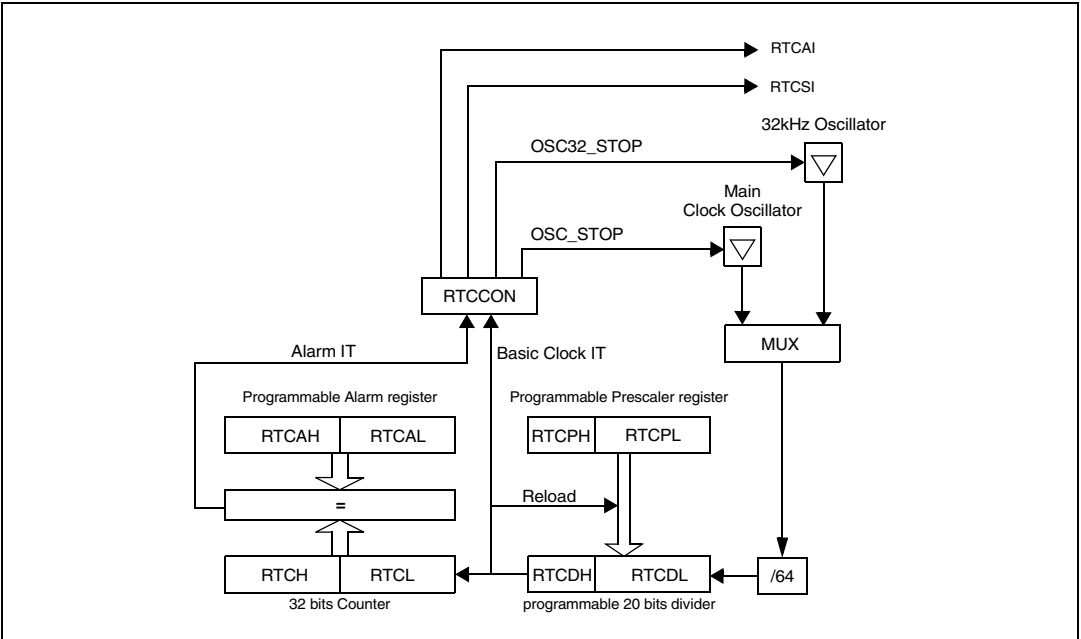 RTCAI
RTCSI
32kHz Oscillator
OSC32_STOP
Main
Clock Oscillator
OSC_STOP
RTCCON
MUX
Alarm IT
Basic Clock IT
Programmable Alarm register
Programmable Prescaler register
RTCAH
RTCAL
RTCPH
RTCPL
=
Reload
RTCH
RTCL
RTCDH
RTCDL
/64
32 bits Counter
programmable 20 bits divider